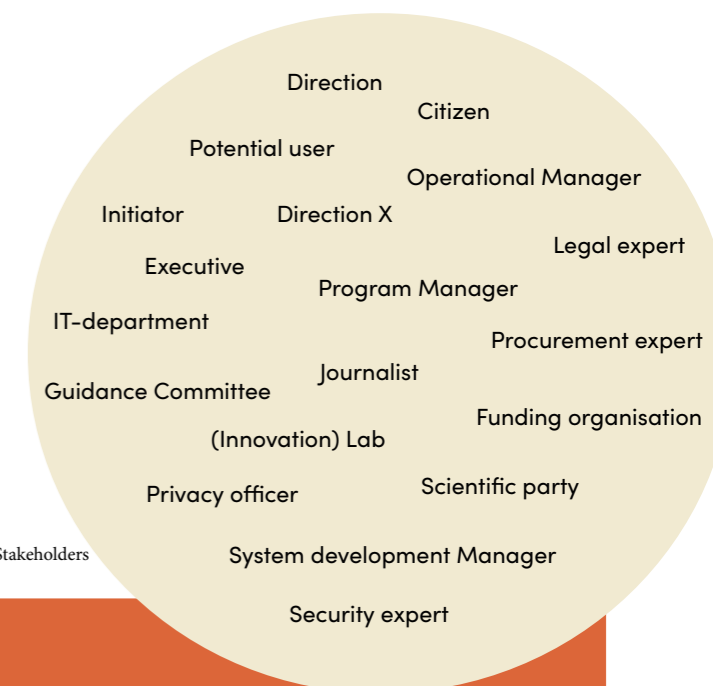 Direction
Citizen
Potential user
Operational Manager
Initiator
Direction X
Legal expert
Executive
Program Manager
IT-department
Procurement expert
Journalist
Guidance Committee
Funding organisation
(Innovation) Lab
Scientific party
Privacy officer
Stakeholders
System development Manager
Security expert